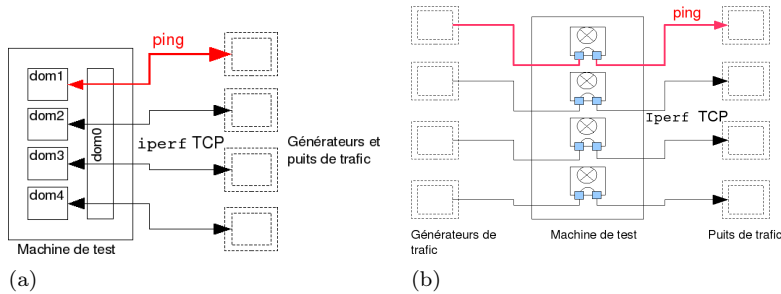 ping
dom1
dom2
dom3
dom4
dom0
iperf TCP
Générateurs et
puits de trafic
Machine de test
(a)
ping
Iperf TCP
Générateurs de
trafic
Machine de test
Puits de trafic
(b)